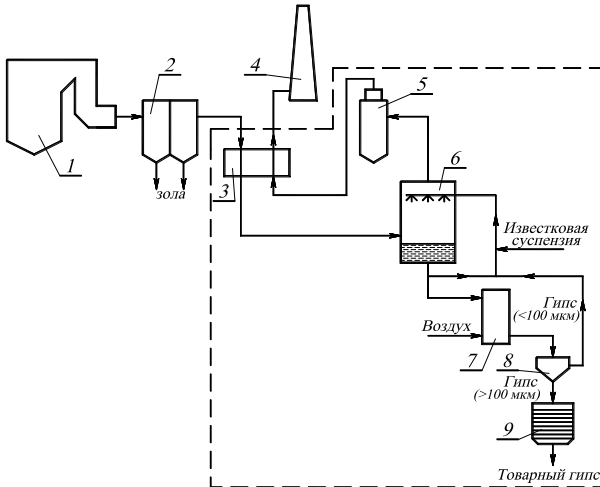 4
2
5
6
1
зола
3
Известковая
суспензия
Гипс
(<100 мкм)
Воздух
7
8
Гипс
(>100 мкм)
9
Товарный гипс